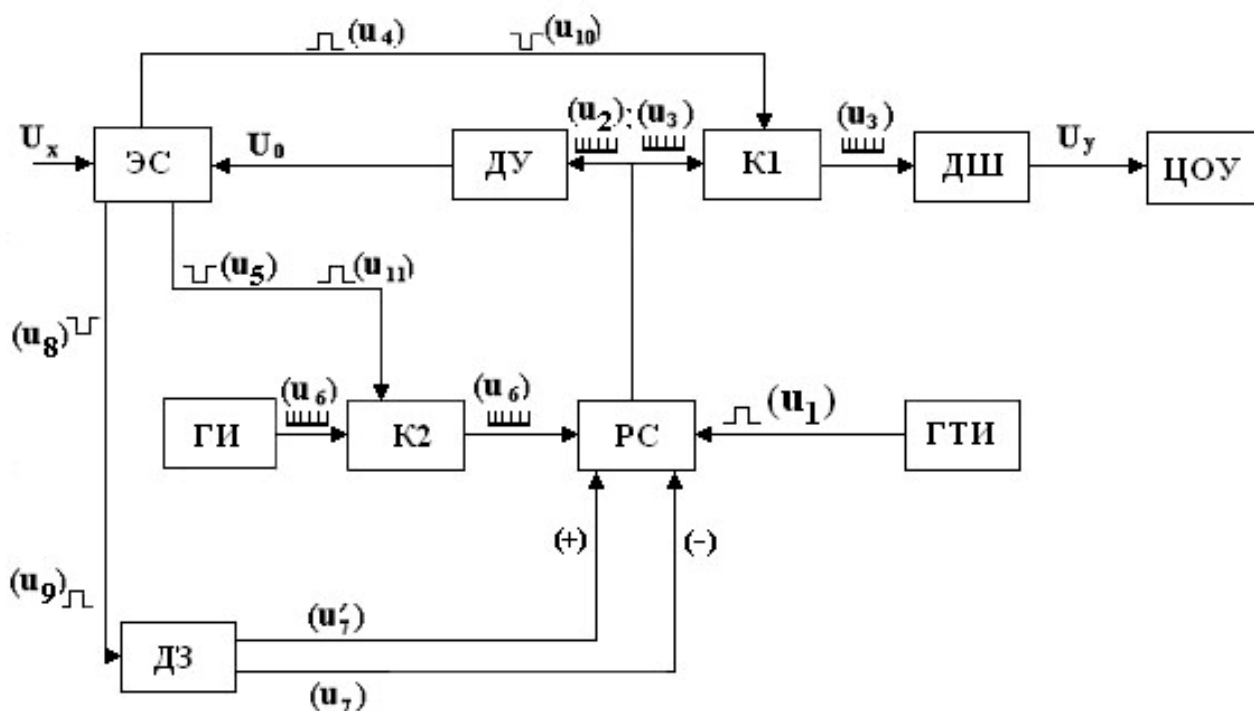 (u4) (u10)
(u2);(u3) (u3)
Ux ЭС U0 ДУ К1 ДШ Uy ЦОУ
(u5) (u11)
(u8)
(u6) (u6) (u1)
ГИ К2 РС ГТИ
(+) (-)
(u9)
(u′7)
ДЗ
(u7)